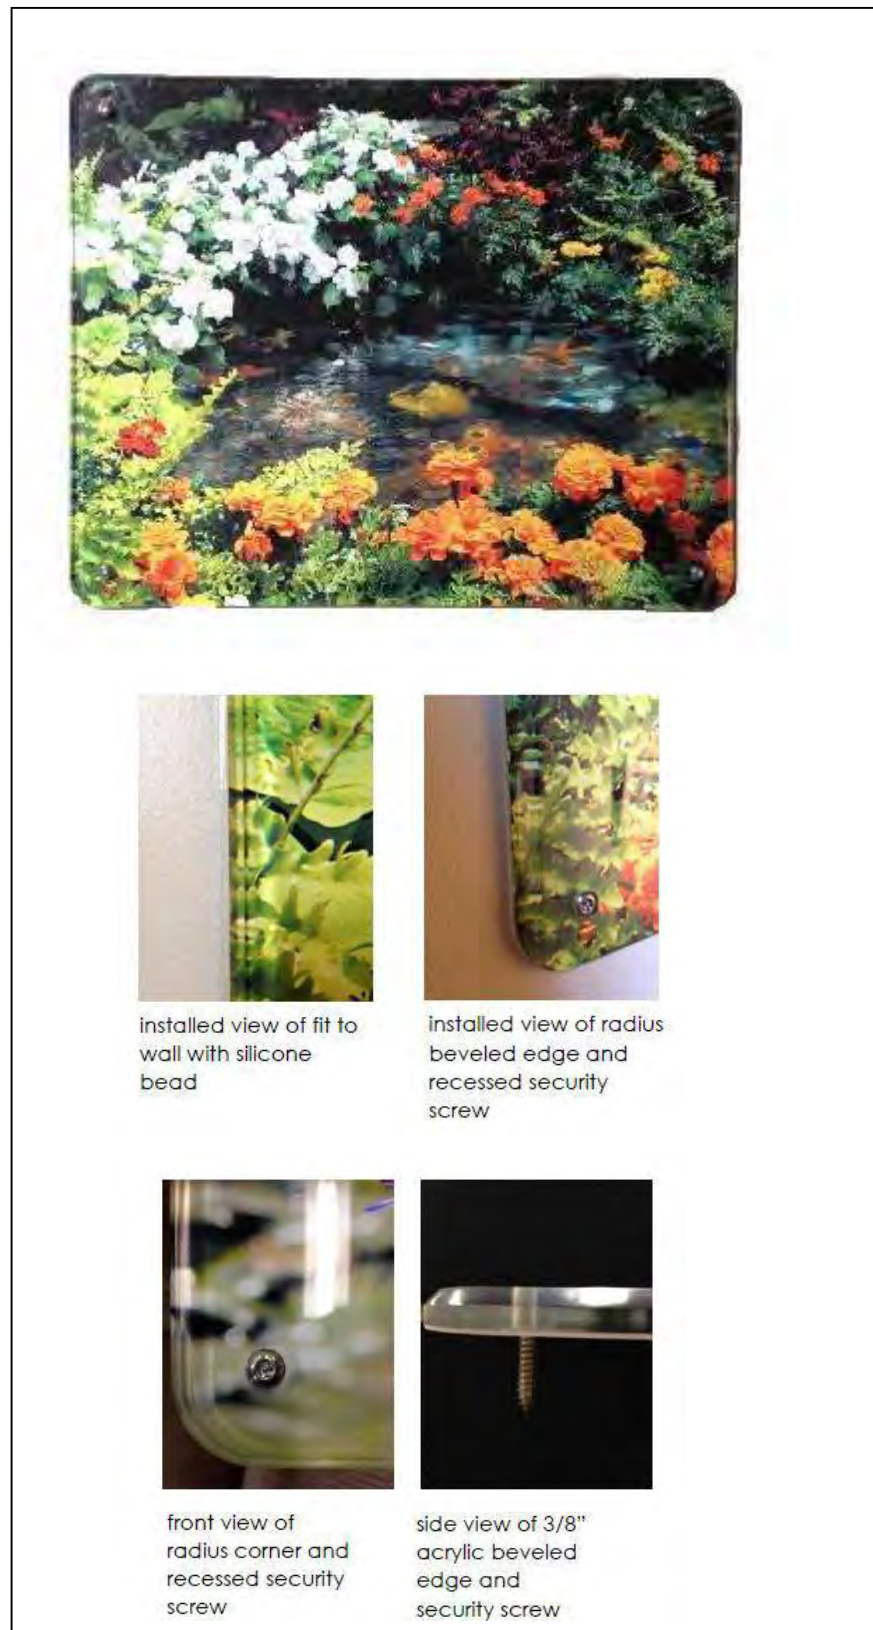 installed view of fit to
wall with silicone
bead
installed view of radius
beveled edge and
recessed security
screw
front view of
radius corner and
recessed security
screw
side view of 3/8"
acrylic beveled
edge and
security screw